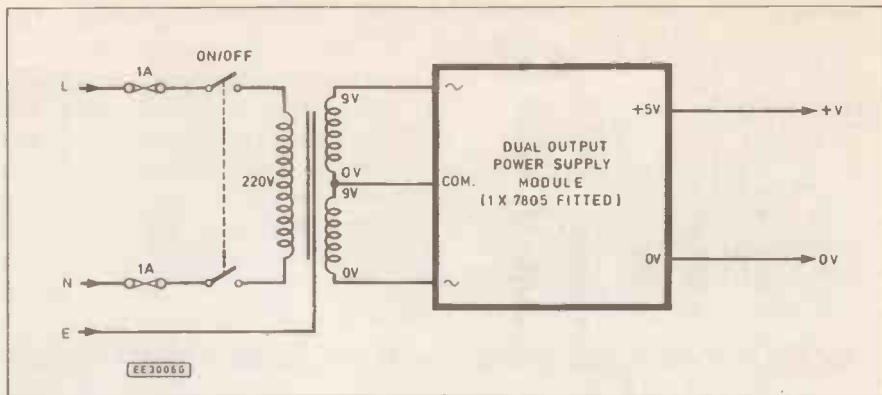 ON/OFF
1A
L
9V
~
+5V
+V
DUAL OUTPUT
POWER SUPPLY
MODULE
(1 X 7805 FITTED)
220V
0V
COM.
9V
1A
N
0V
~
0V
0V
E
EE3006G